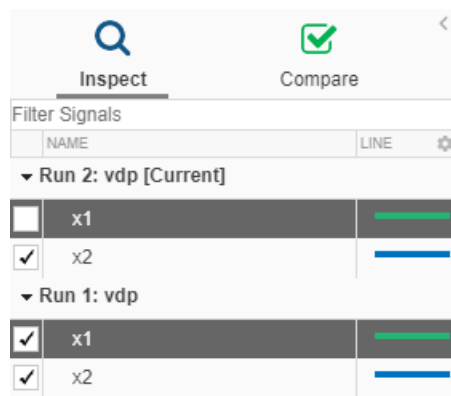 Inspect Compare
Filter Signals
NAME LINE
Run 2: vdp [Current]
x1
x2
Run 1: vdp
x1
x2